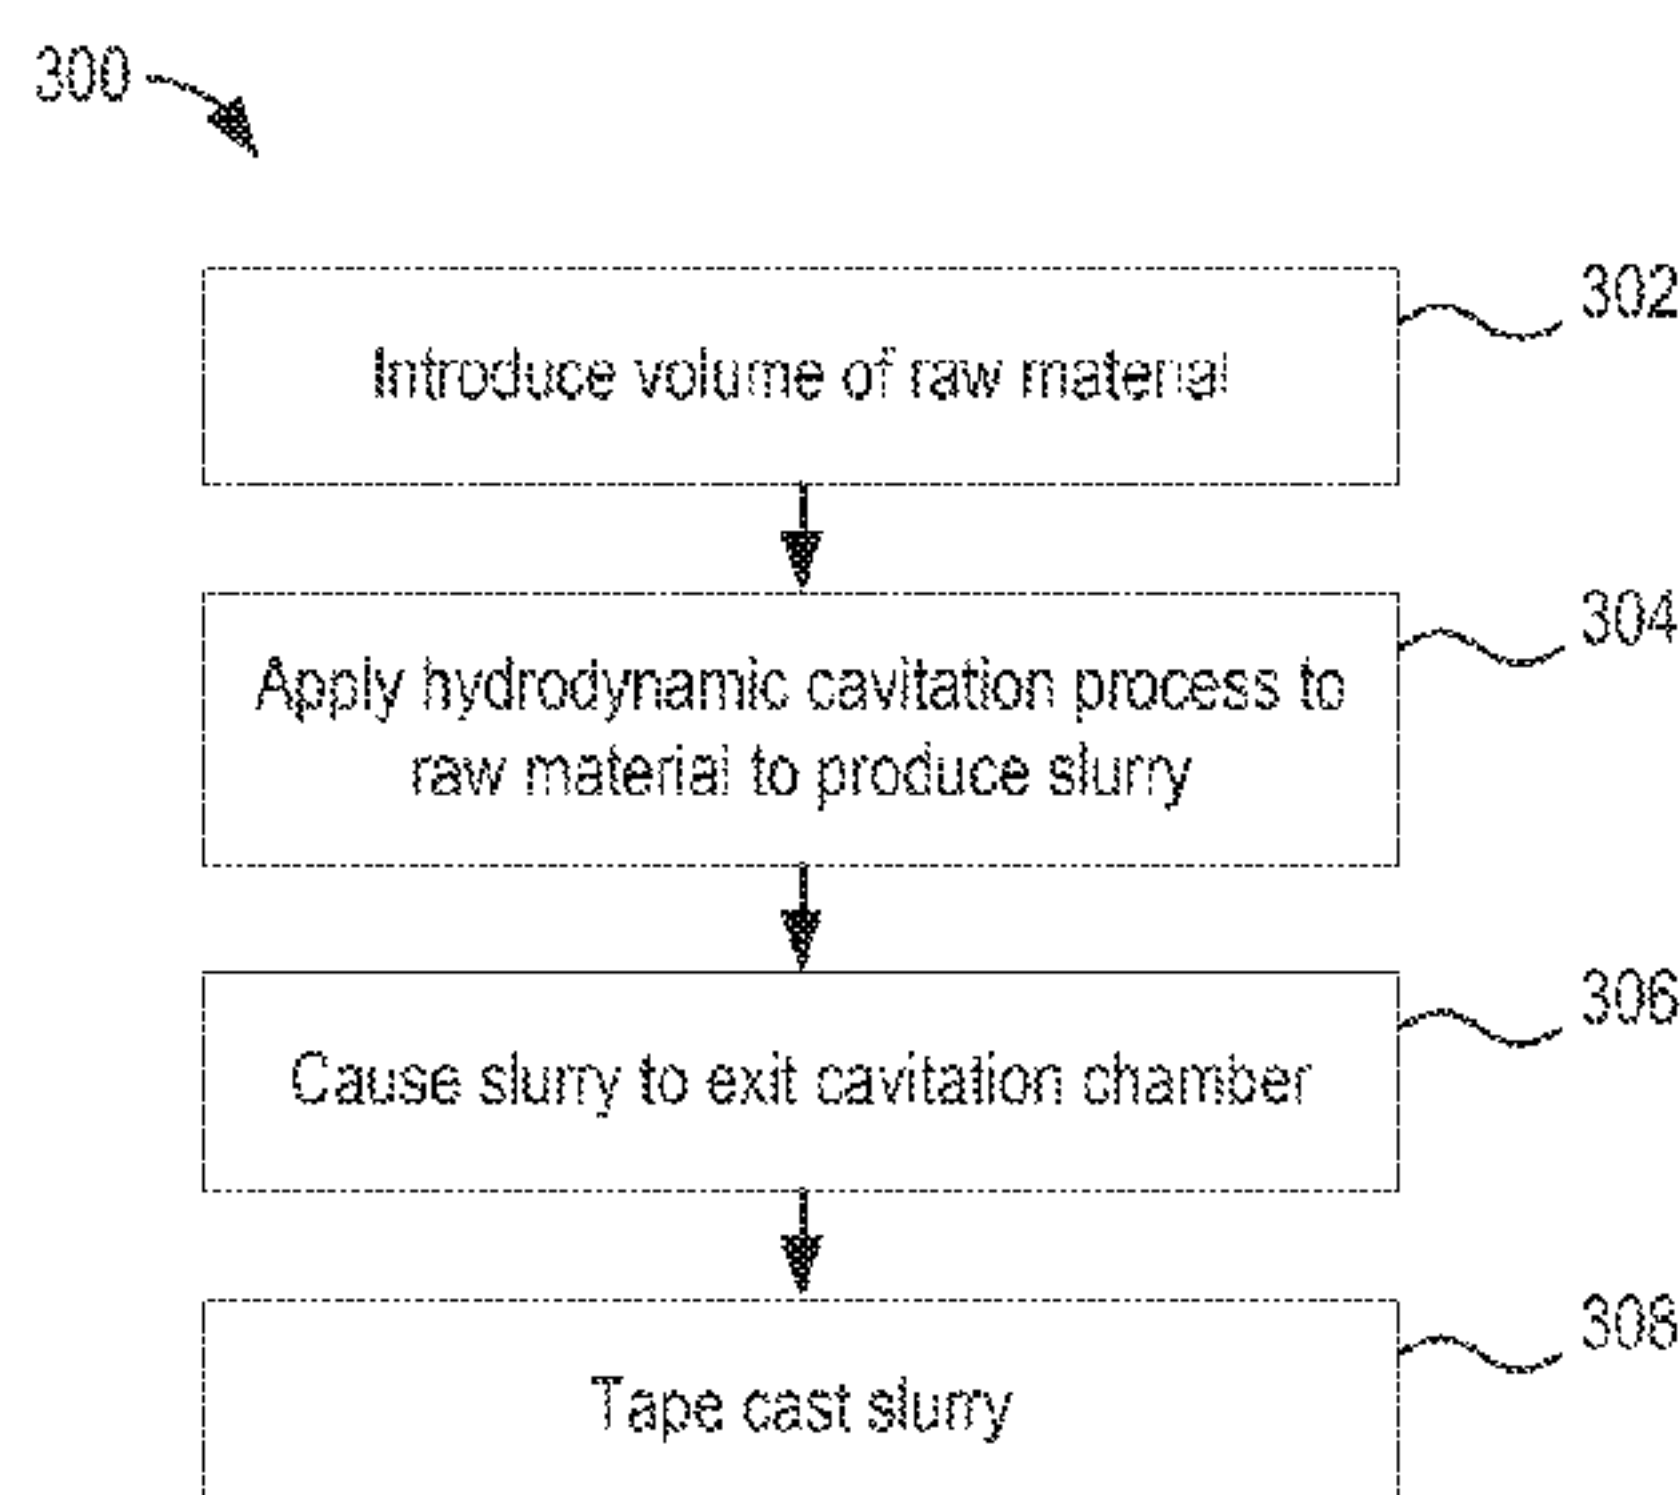 300
302
Introduce volume of raw material
304
Apply hydrodynamic cavitation process to
raw material to produce slurry
306
Cause slurry to exit cavitation chamber
308
Tape cast slurry